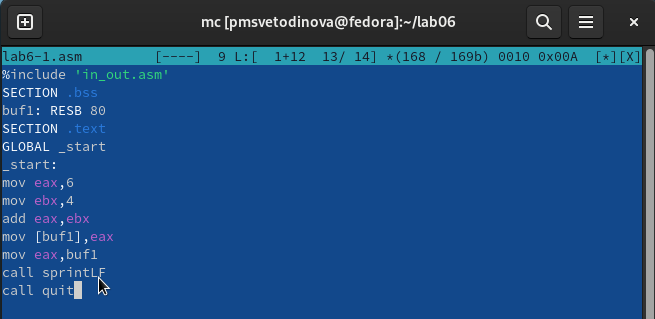 mc [pmsvetodinova@fedora]:~/lab06
lab6-1.asm [----] 9 L:[ 1+12 13/ 14] *(168 / 169b) 0010 0x00A [*][X]
%include 'in_out.asm'
SECTION .bss
buf1: RESB 80
SECTION .text
GLOBAL _start
_start:
mov eax,6
mov ebx,4
add eax,ebx
mov [buf1],eax
mov eax,buf1
call sprintLF
call quit